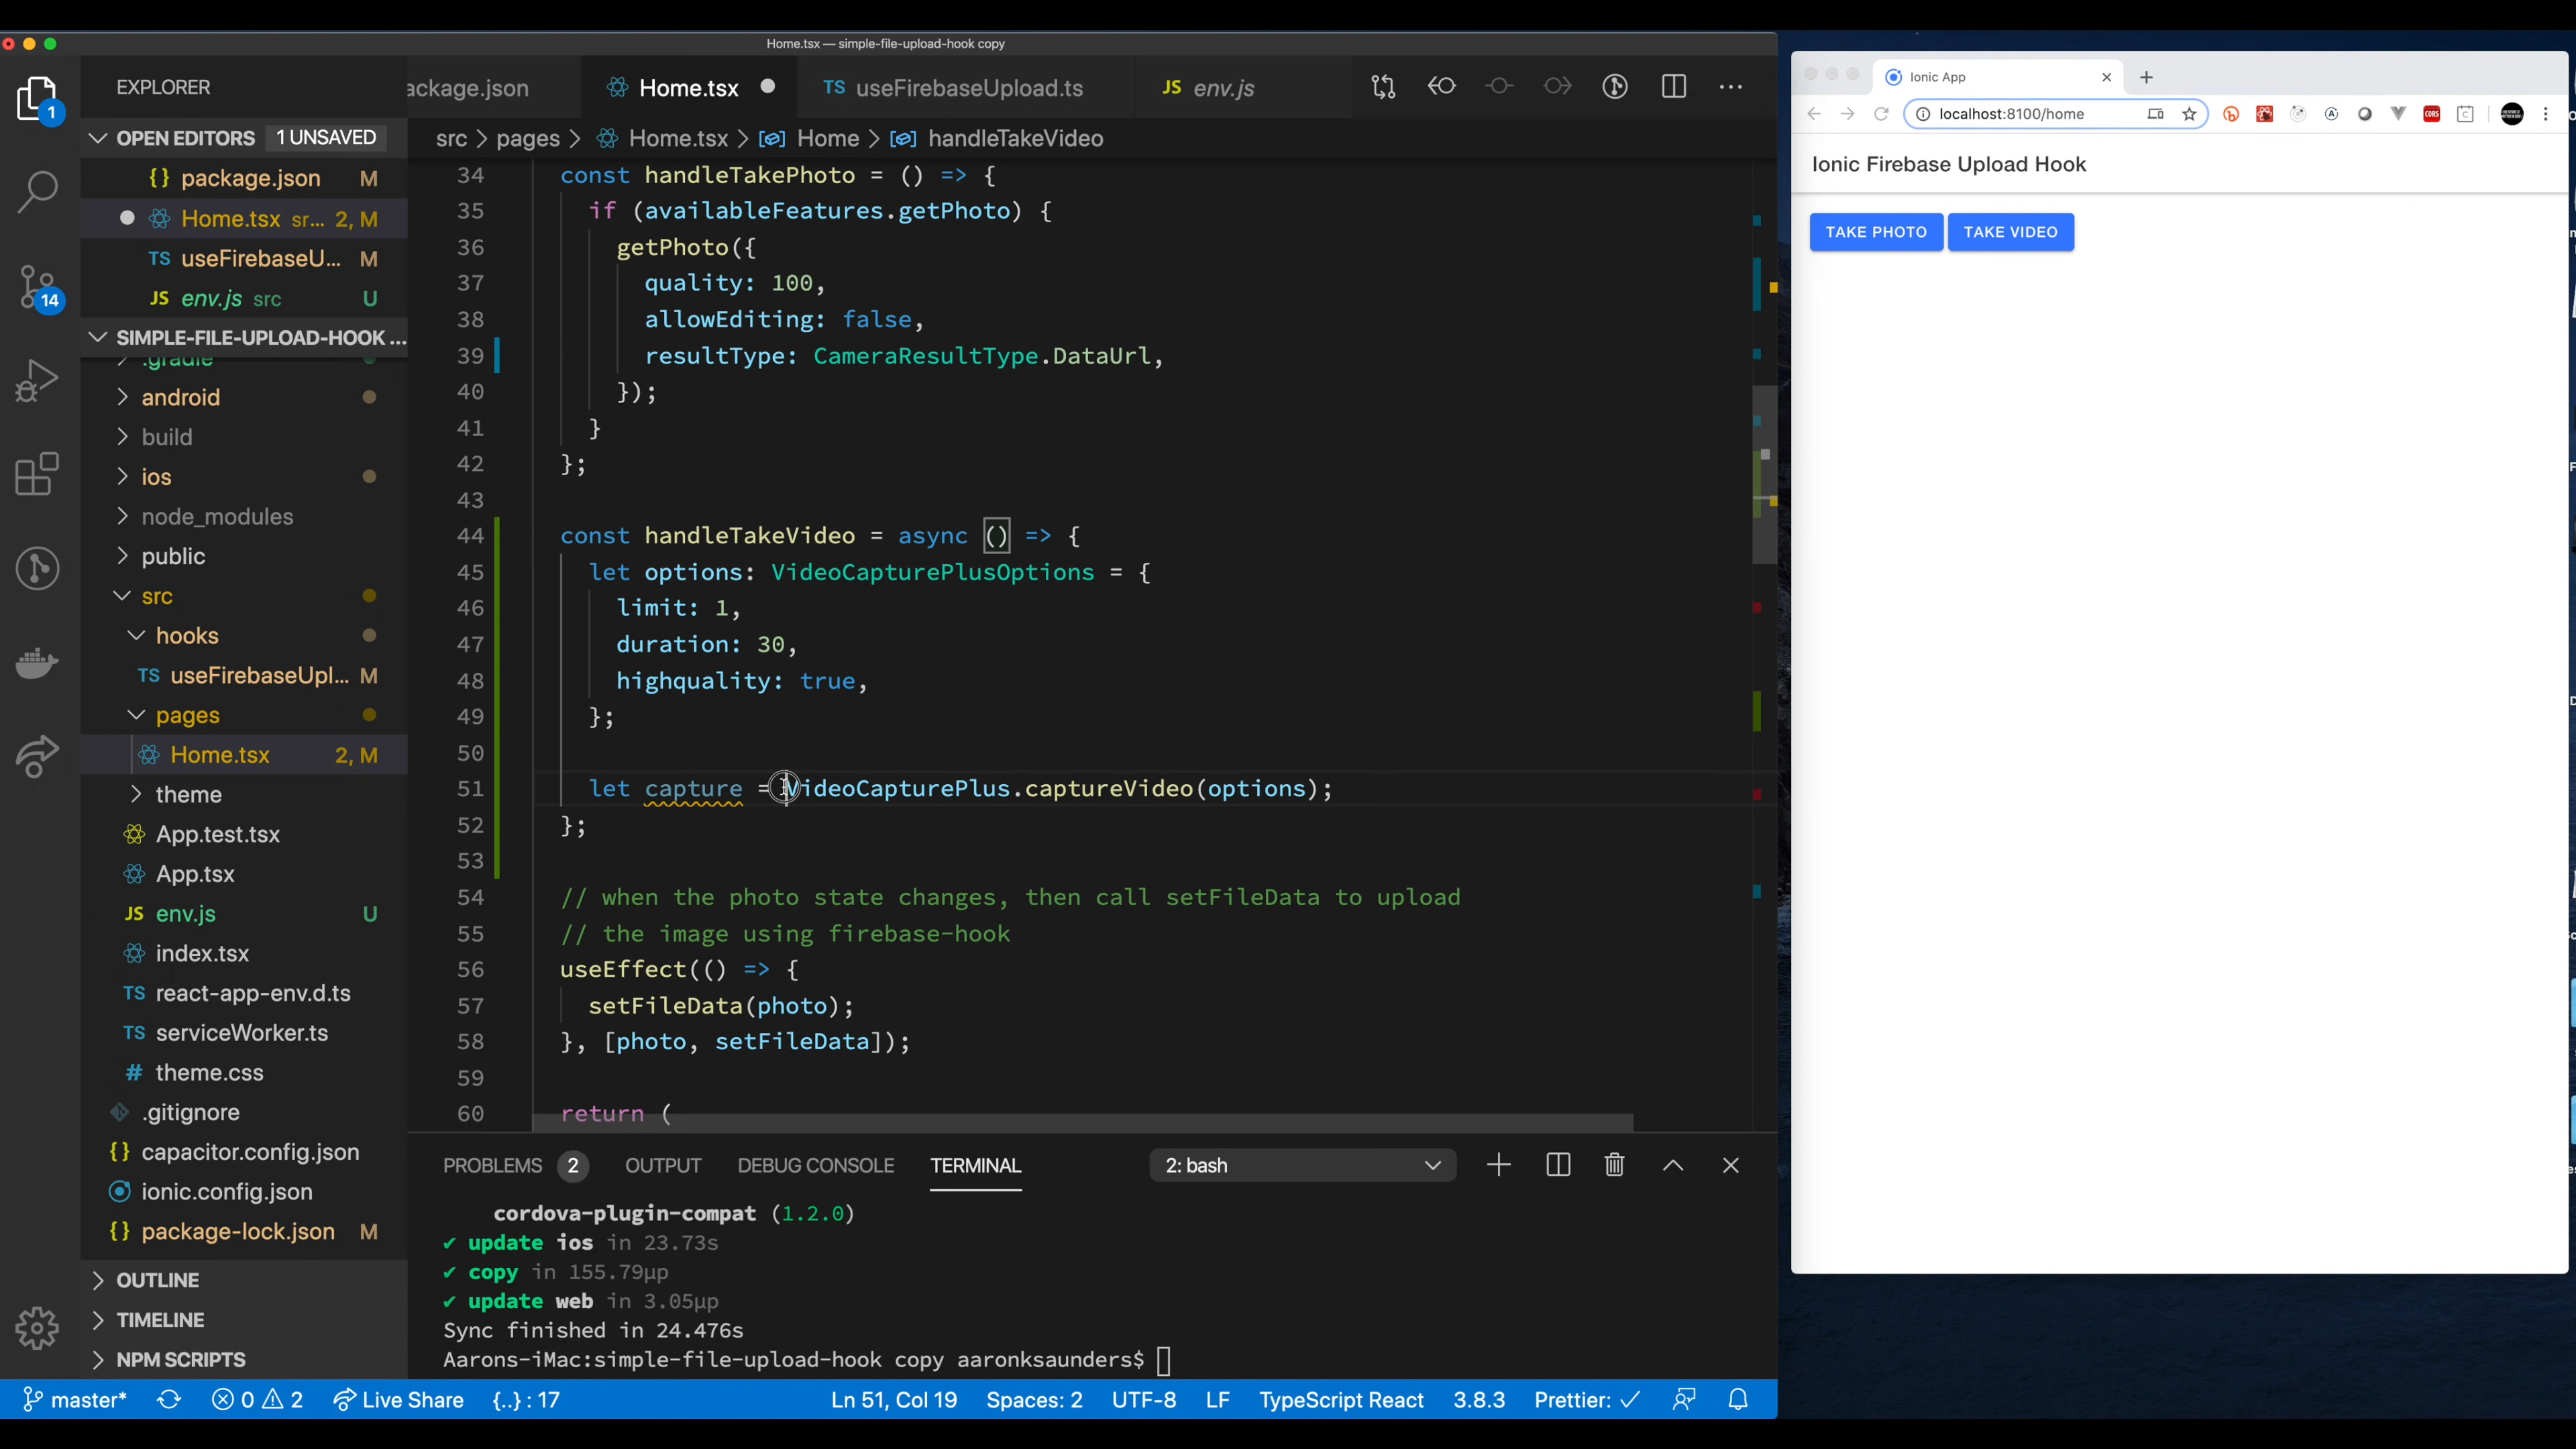 Home.tsx — simple-file-upload-hook copy
EXPLORER
OPEN EDITORS 1 UNSAVED
{} package.json M
Home.tsx sr... 2, M
TS useFirebaseU... M
JS env.js src U
SIMPLE-FILE-UPLOAD-HOOK ...
.gradle
android
build
ios
node_modules
public
src
hooks
TS useFirebaseUpl... M
pages
Home.tsx 2, M
theme
App.test.tsx
App.tsx
JS env.js U
index.tsx
TS react-app-env.d.ts
TS serviceWorker.ts
# theme.css
.gitignore
{} capacitor.config.json
ionic.config.json
{} package-lock.json M
OUTLINE
TIMELINE
NPM SCRIPTS
1
14
ackage.json
Home.tsx
TS useFirebaseUpload.ts
JS env.js
src > pages > Home.tsx > Home > handleTakeVideo
34 const handleTakePhoto = () => {
35 if (availableFeatures.getPhoto) {
36 getPhoto({
37 quality: 100,
38 allowEditing: false,
39 resultType: CameraResultType.DataUrl,
40 });
41 }
42 };
43
44 const handleTakeVideo = async () => {
45 let options: VideoCapturePlusOptions = {
46 limit: 1,
47 duration: 30,
48 highquality: true,
49 };
50
51 let capture = VideoCapturePlus.captureVideo(options);
52 };
53
54 // when the photo state changes, then call setFileData to upload
55 // the image using firebase-hook
56 useEffect(() => {
57 setFileData(photo);
58 }, [photo, setFileData]);
59
60 return (
PROBLEMS 2 OUTPUT DEBUG CONSOLE TERMINAL 2: bash
cordova-plugin-compat (1.2.0)
✔ update ios in 23.73s
✔ copy in 155.79μp
✔ update web in 3.05μp
Sync finished in 24.476s
Aarons-iMac:simple-file-upload-hook copy aaronksaunders$
master* 0 2 Live Share {..} : 17 Ln 51, Col 19 Spaces: 2 UTF-8 LF TypeScript React 3.8.3 Prettier: ✓
Ionic App
localhost:8100/home
CORS
Ionic Firebase Upload Hook
TAKE PHOTO TAKE VIDEO